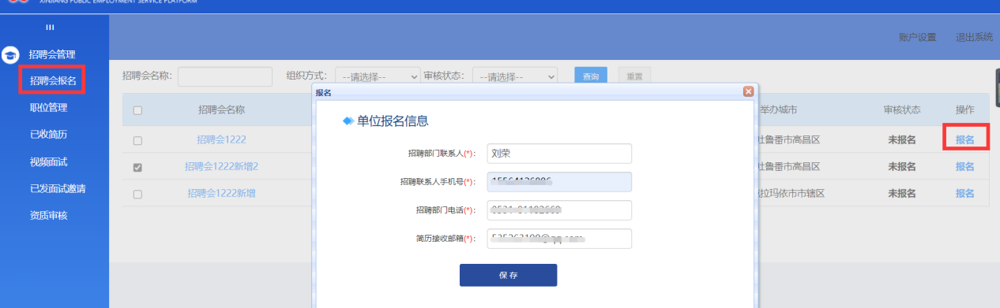 XINJIANG PUBLIC EMPLOYMENT SERVICE PLATFORM
账户设置 退出系统
招聘会管理
招聘会报名
职位管理
已收简历
视频面试
已发面试邀请
资质审核
招聘会名称: 组织方式: --请选择-- 审核状态: --请选择-- 查询 重置
招聘会名称 举办城市 审核状态 操作
招聘会1222 吐鲁番市高昌区 未报名 报名
招聘会1222新增2 吐鲁番市高昌区 未报名 报名
招聘会1222新增 拉玛依市市辖区 未报名 报名
报名
单位报名信息
招聘部门联系人(*): 刘荣
招聘联系人手机号(*):
招聘部门电话(*):
简历接收邮箱(*):
保存